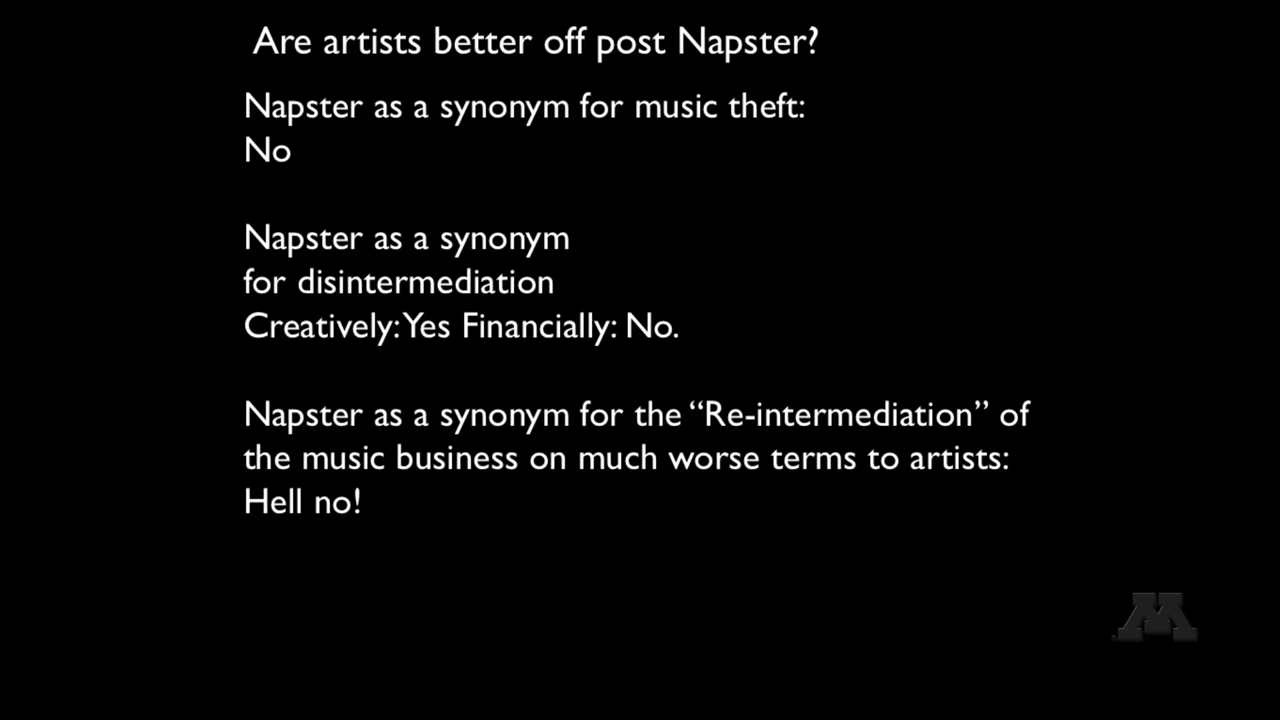 Are artists better off post Napster?
Napster as a synonym for music theft:
No
Napster as a synonym
for disintermediation
Creatively: Yes Financially: No.
Napster as a synonym for the “Re-intermediation” of
the music business on much worse terms to artists:
Hell no!
M